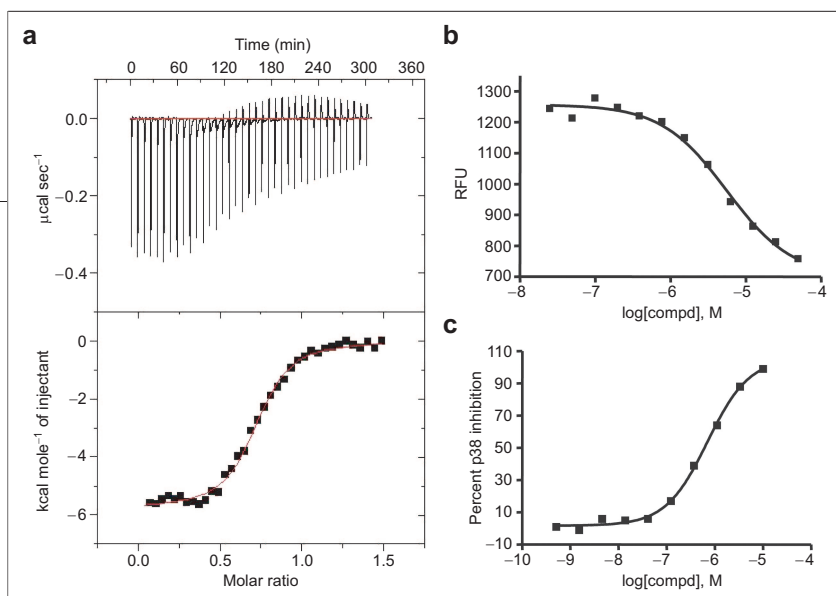 a
Time (min)
0 60 120 180 240 300 360
0.0
−0.2
−0.4
μcal sec−1
0
−2
−4
−6
kcal mole−1 of injectant
0.0 0.5 1.0 1.5
Molar ratio
b
1300
1200
1100
1000
900
800
700
RFU
−8 −7 −6 −5 −4
log[compd], M
c
110
90
70
50
30
10
−10
Percent p38 inhibition
−10 −9 −8 −7 −6 −5 −4
log[compd], M